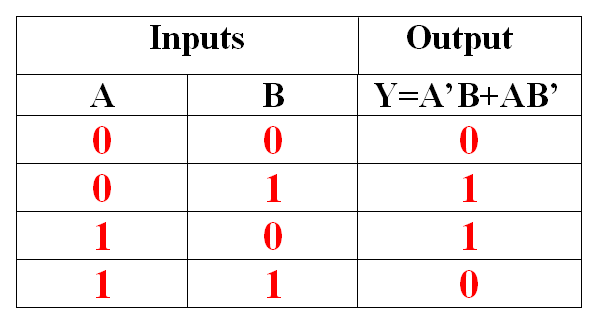 Inputs Output
A B Y=A’B+AB’
0 0 0
0 1 1
1 0 1
1 1 0